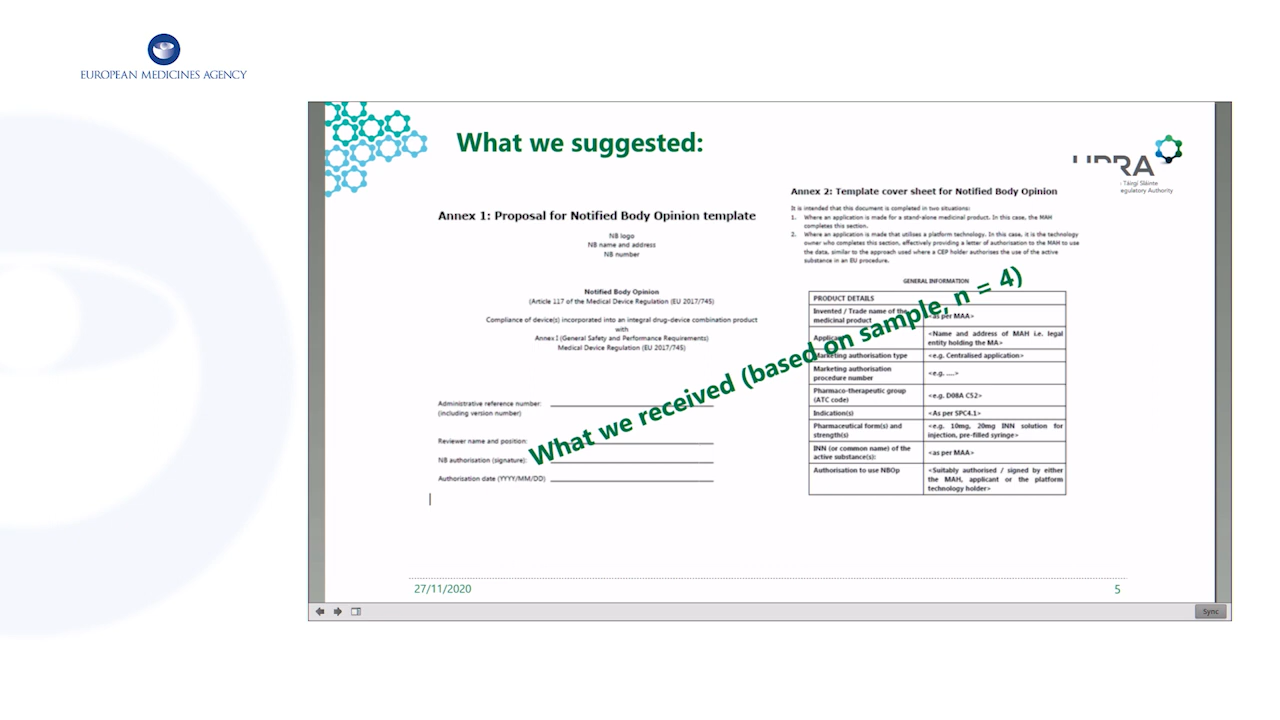 EUROPEAN MEDICINES AGENCY
What we suggested:
Táirgí Sláinte
egulatory Authority
Annex 1: Proposal for Notified Body Opinion template
NB logo
NB name and address
NB number
Notified Body Opinion
(Article 117 of the Medical Device Regulation (EU 2017/745)
Compliance of device(s) incorporated into an integral drug-device combination product
with
Annex I (General Safety and Performance Requirements)
Medical Device Regulation (EU 2017/745)
Administrative reference number:
(including version number)
Reviewer name and position:
NB authorisation (signature):
Authorisation date (YYYY/MM/DD)
Annex 2: Template cover sheet for Notified Body Opinion
It is intended that this document is completed in two situations:
1. Where an application is made for a stand-alone medicinal product. In this case, the MAH
completes this section.
2. Where an application is made that utilises a platform technology. In this case, it is the technology
owner who completes this section, effectively providing a letter of authorisation to the MAH to use
the data, similar to the approach used where a CEP holder authorises the use of the active
substance in an EU procedure.
GENERAL INFORMATION
PRODUCT DETAILS
Invented / Trade name of the
medicinal product
<as per MAA>
<Name and address of MAH i.e. legal
entity holding the MA>
Marketing authorisation type
<e.g. Centralised application>
Marketing authorisation
procedure number
<e.g. ....>
Pharmaco-therapeutic group
(ATC code)
<e.g. D08A C52>
Indication(s)
<As per SPC4.1>
Pharmaceutical form(s) and
strength(s)
<e.g. 10mg, 20mg INN solution for
injection, pre-filled syringe>
INN (or common name) of the
active substance(s):
<as per MAA>
Authorisation to use NBOp
<Suitably authorised / signed by either
the MAH, applicant or the platform
technology holder>
What we received (based on sample, n = 4)
27/11/2020
5
Sync